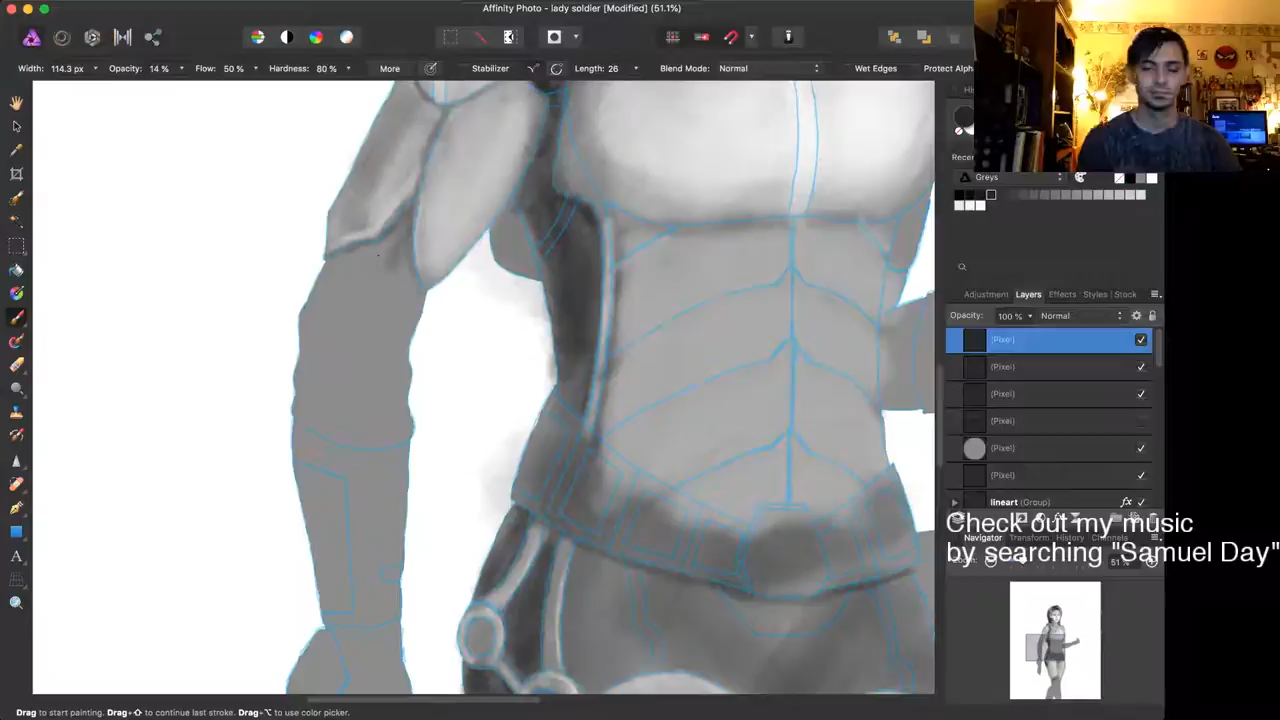 Affinity Photo - lady soldier [Modified] (51.1%)
Width: 114.3 px Opacity: 14 % Flow: 50 % Hardness: 80 % More Stabilizer Length: 26 Blend Mode: Normal Wet Edges Protect Alph
Greys
Adjustment Layers Effects Styles Stock
Opacity: 100 % Normal
(Pixel)
(Pixel)
(Pixel)
(Pixel)
(Pixel)
(Pixel)
lineart (Group)
Check out my music
by searching "Samuel Day"
Navigator Transform History Channels
51 %
Drag to start painting. Drag+⇧ to continue last stroke. Drag+⌥ to use color picker.